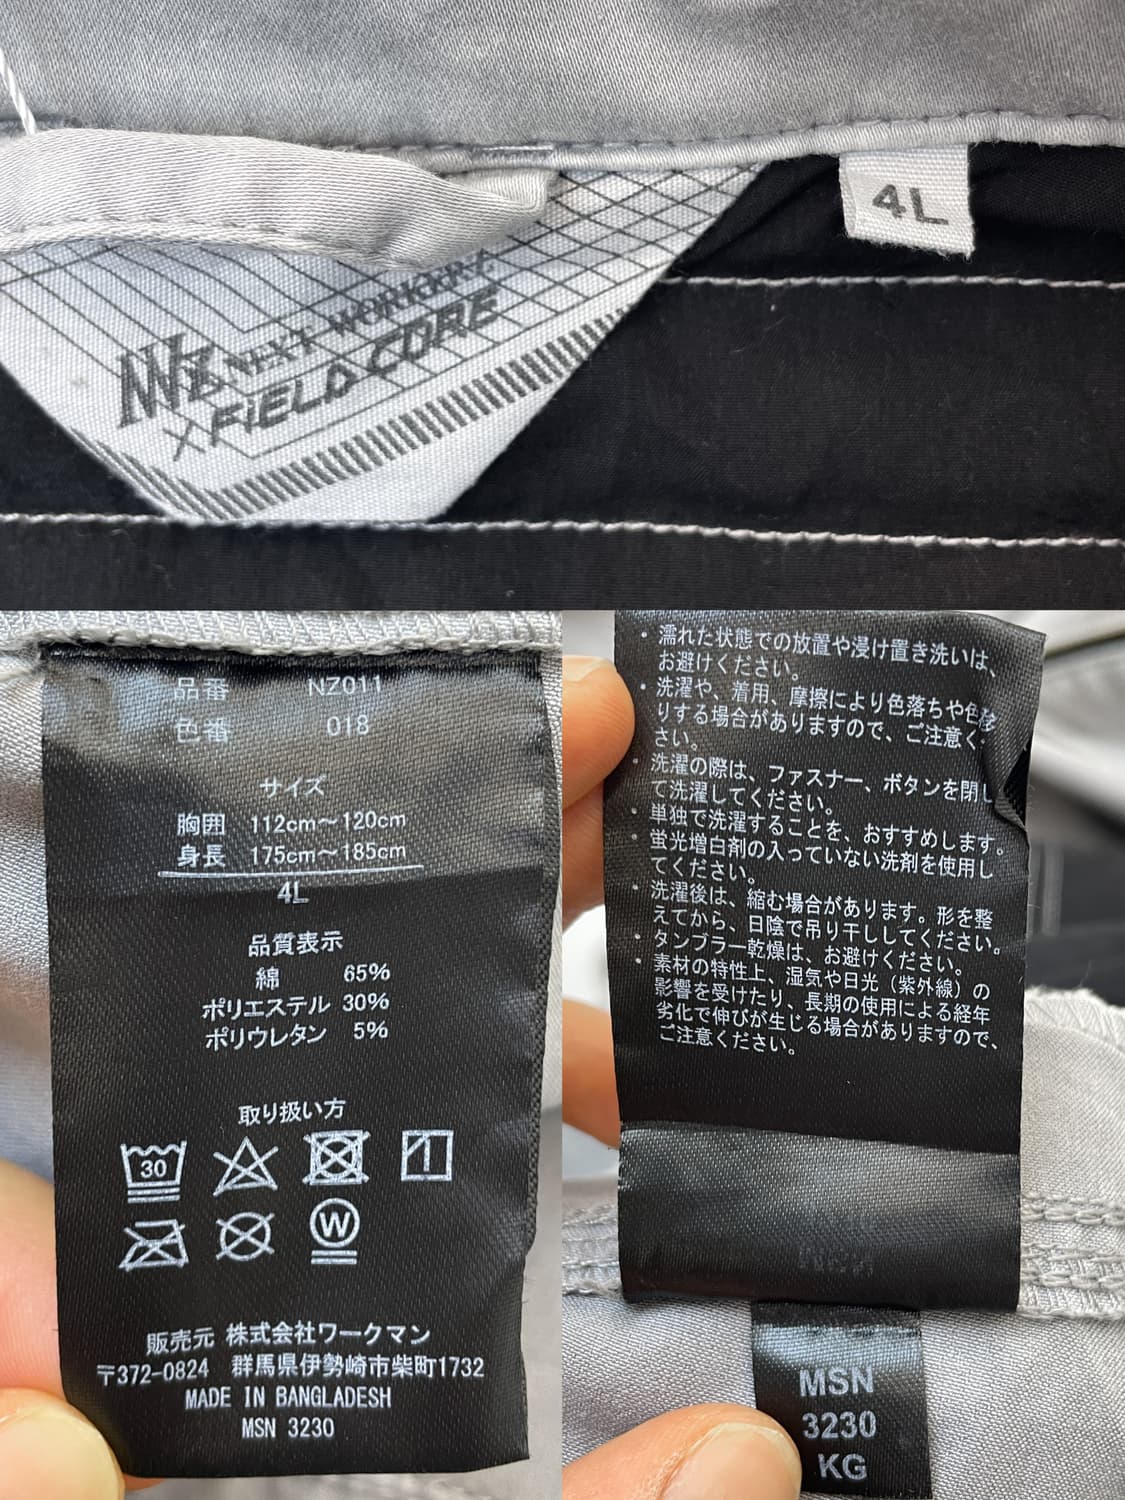 4L
NZ NEXT WORKERZ
×FiELD CORE
品番 NZ011
色番 018
サイズ
胸囲 112cm～120cm
身長 175cm～185cm
4L
品質表示
綿 65%
ポリエステル 30%
ポリウレタン 5%
取り扱い方
30
W
販売元 株式会社ワークマン
〒372-0824 群馬県伊勢崎市柴町1732
MADE IN BANGLADESH
MSN 3230
・濡れた状態での放置や浸け置き洗いは、
お避けください。
・洗濯や、着用、摩擦により色落ちや色移
りする場合がありますので、ご注意く
さい。
・洗濯の際は、ファスナー、ボタンを閉じ
て洗濯してください。
・単独で洗濯することを、おすすめします。
・蛍光増白剤の入っていない洗剤を使用し
てください。
・洗濯後は、縮む場合があります。形を整
えてから、日陰で吊り干ししてください。
・タンブラー乾燥は、お避けください。
・素材の特性上、湿気や日光（紫外線）の
影響を受けたり、長期の使用による経年
劣化で伸びが生じる場合がありますので、
ご注意ください。
MSN
3230
KG